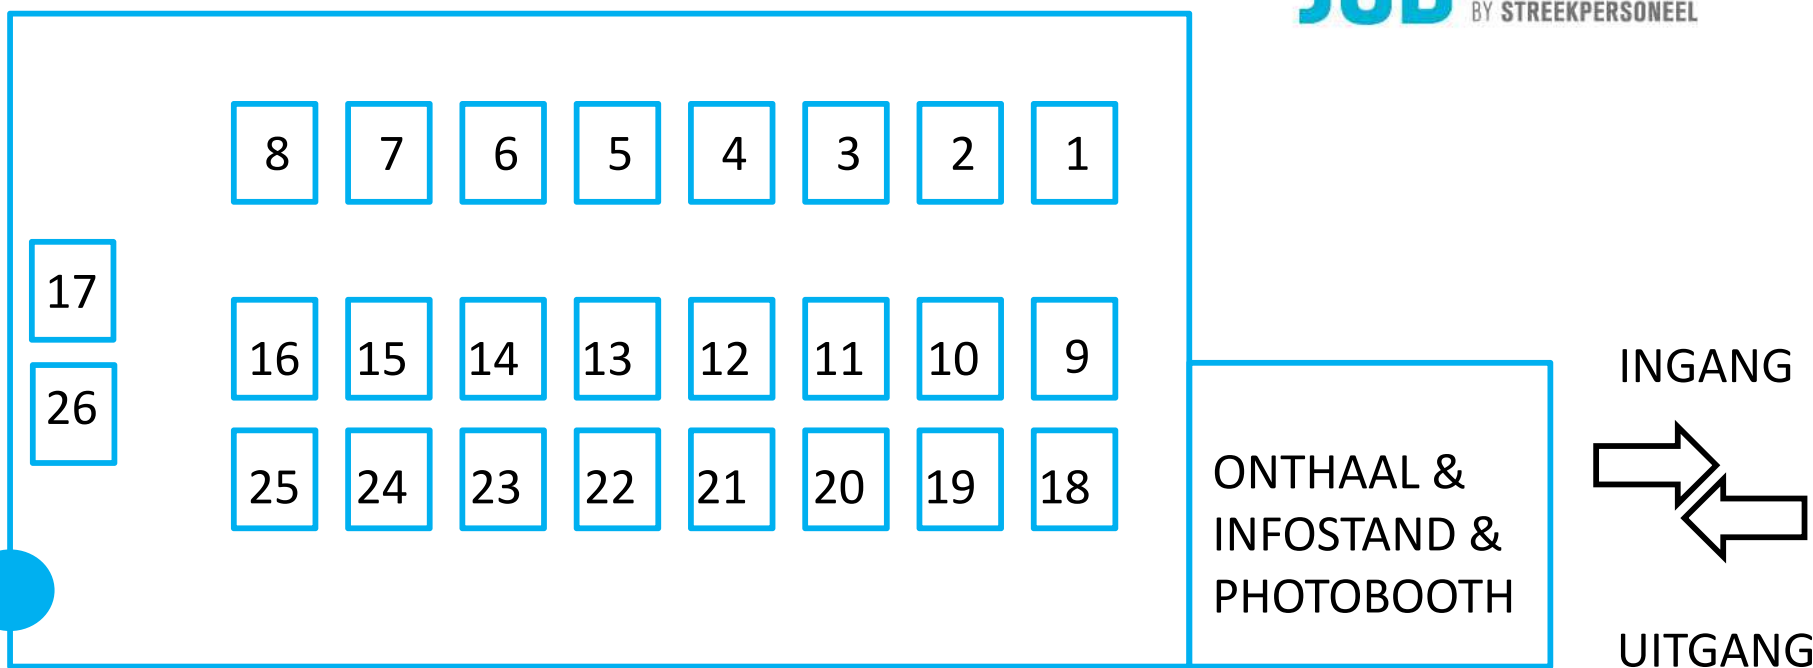 JOB
BY STREEKPERSONEEL
8 7 6 5 4 3 2 1
17
16 15 14 13 12 11 10 9
26
25 24 23 22 21 20 19 18
ONTHAAL &
INFOSTAND &
PHOTOBOOTH
INGANG
UITGANG